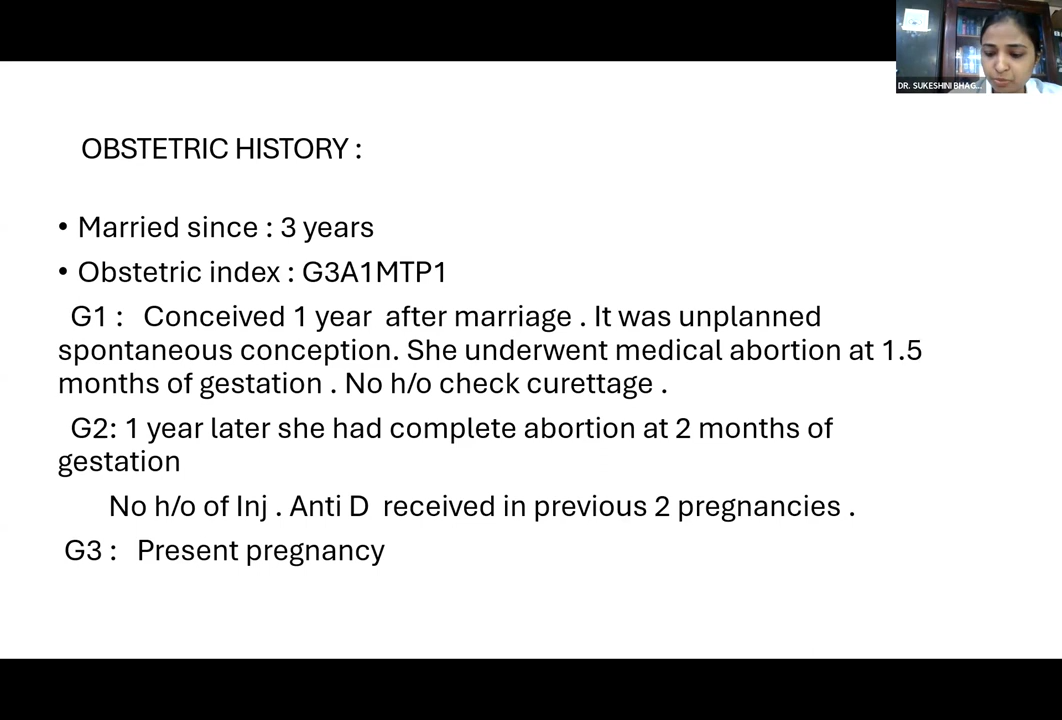 DR. SUKESHINI BHAG...
OBSTETRIC HISTORY :
• Married since : 3 years
• Obstetric index : G3A1MTP1
G1 : Conceived 1 year after marriage . It was unplanned
spontaneous conception. She underwent medical abortion at 1.5
months of gestation . No h/o check curettage .
G2: 1 year later she had complete abortion at 2 months of
gestation
No h/o of Inj . Anti D received in previous 2 pregnancies .
G3 : Present pregnancy